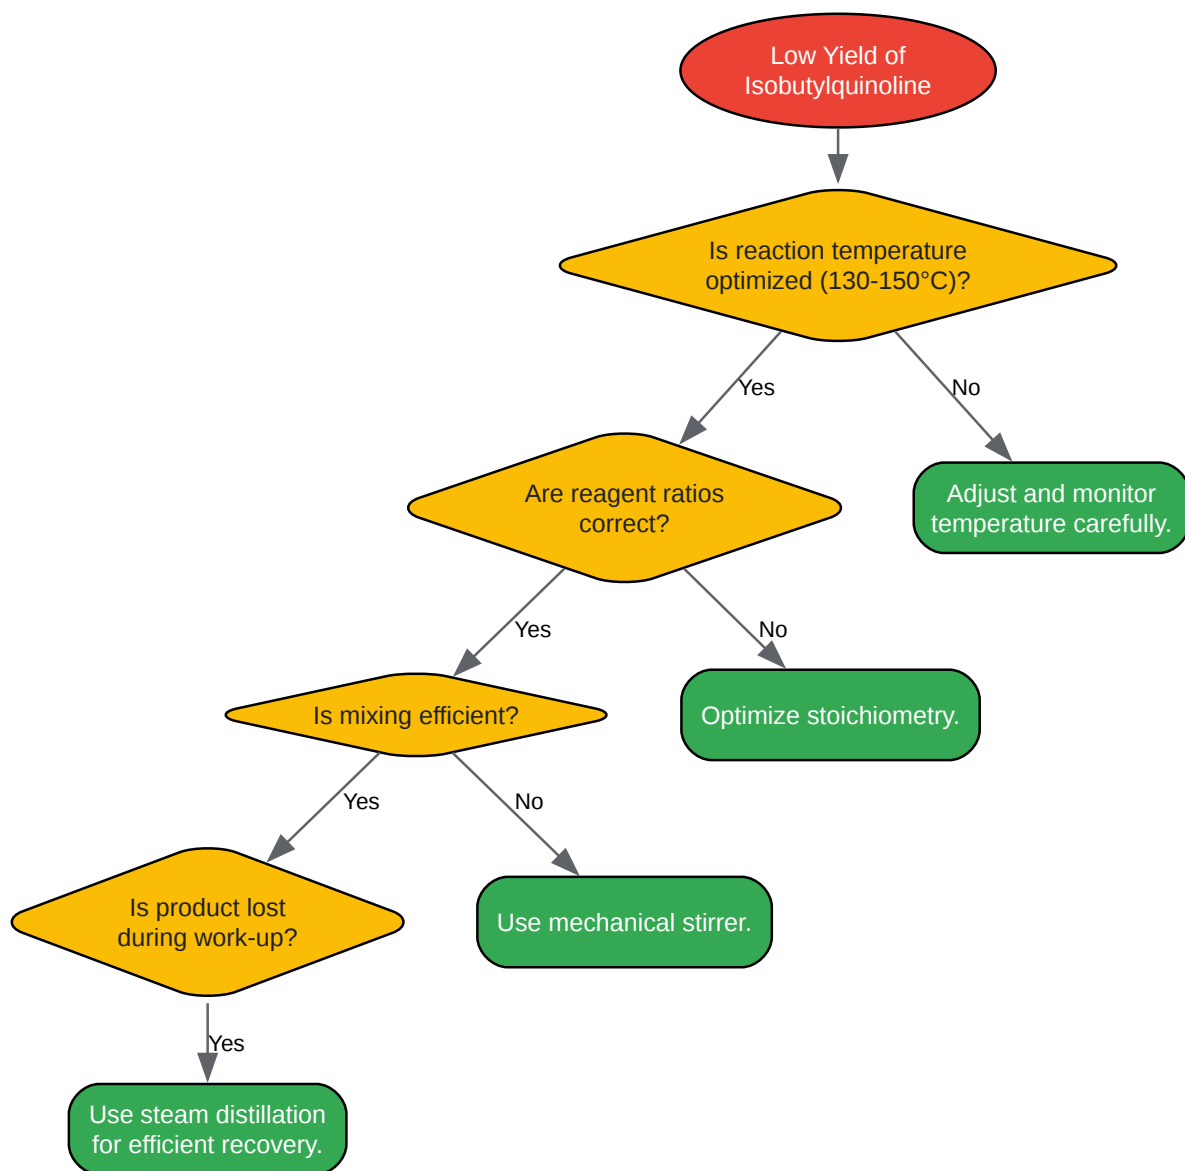 Low Yield of
Isobutylquinoline
Is reaction temperature
optimized (130-150°C)?
Yes
No
Are reagent ratios
correct?
Adjust and monitor
temperature carefully.
Yes
No
Is mixing efficient?
Optimize stoichiometry.
Yes
No
Is product lost
during work-up?
Use mechanical stirrer.
Yes
Use steam distillation
for efficient recovery.